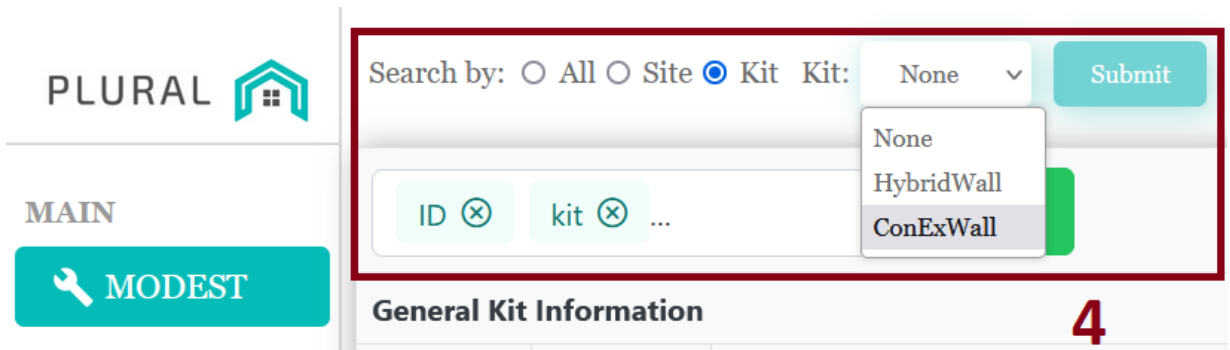 PLURAL
Search by: All Site Kit Kit: None Submit
None
HybridWall
ConExWall
ID kit ...
MAIN
MODEST
General Kit Information
4